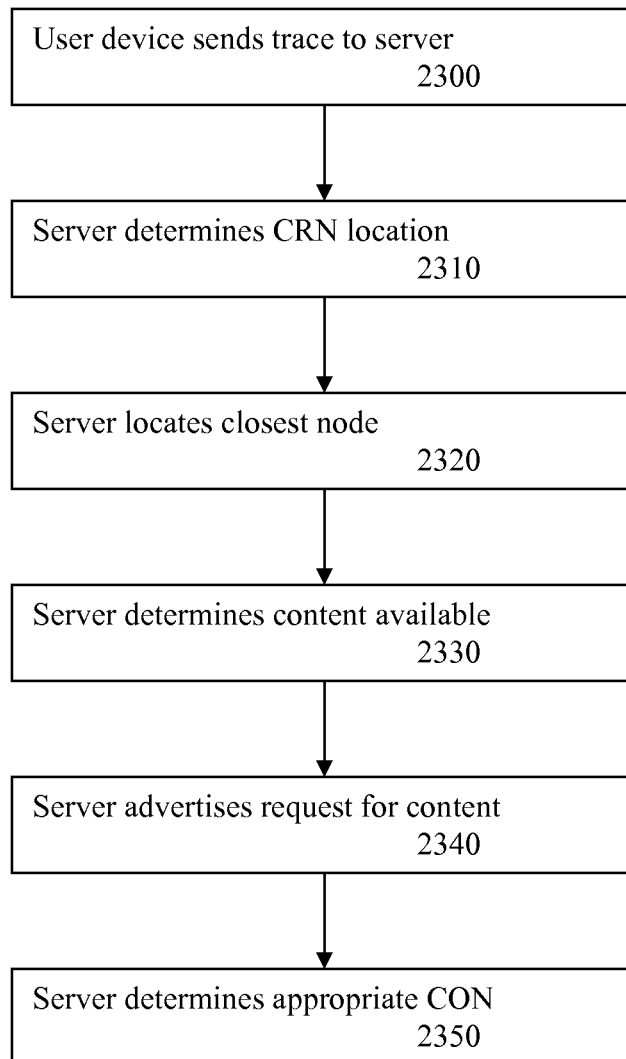 User device sends trace to server
2300
Server determines CRN location
2310
Server locates closest node
2320
Server determines content available
2330
Server advertises request for content
2340
Server determines appropriate CON
2350